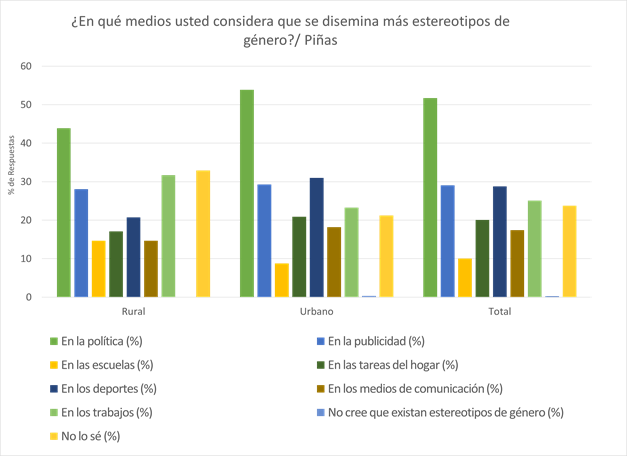 ¿En qué medios usted considera que se disemina más estereotipos de
género?/ Piñas
% de Respuestas
60
50
40
30
20
10
0
Rural
Urbano
Total
En la política (%)
En la publicidad (%)
En las escuelas (%)
En las tareas del hogar (%)
En los deportes (%)
En los medios de comunicación (%)
En los trabajos (%)
No cree que existan estereotipos de género (%)
No lo sé (%)